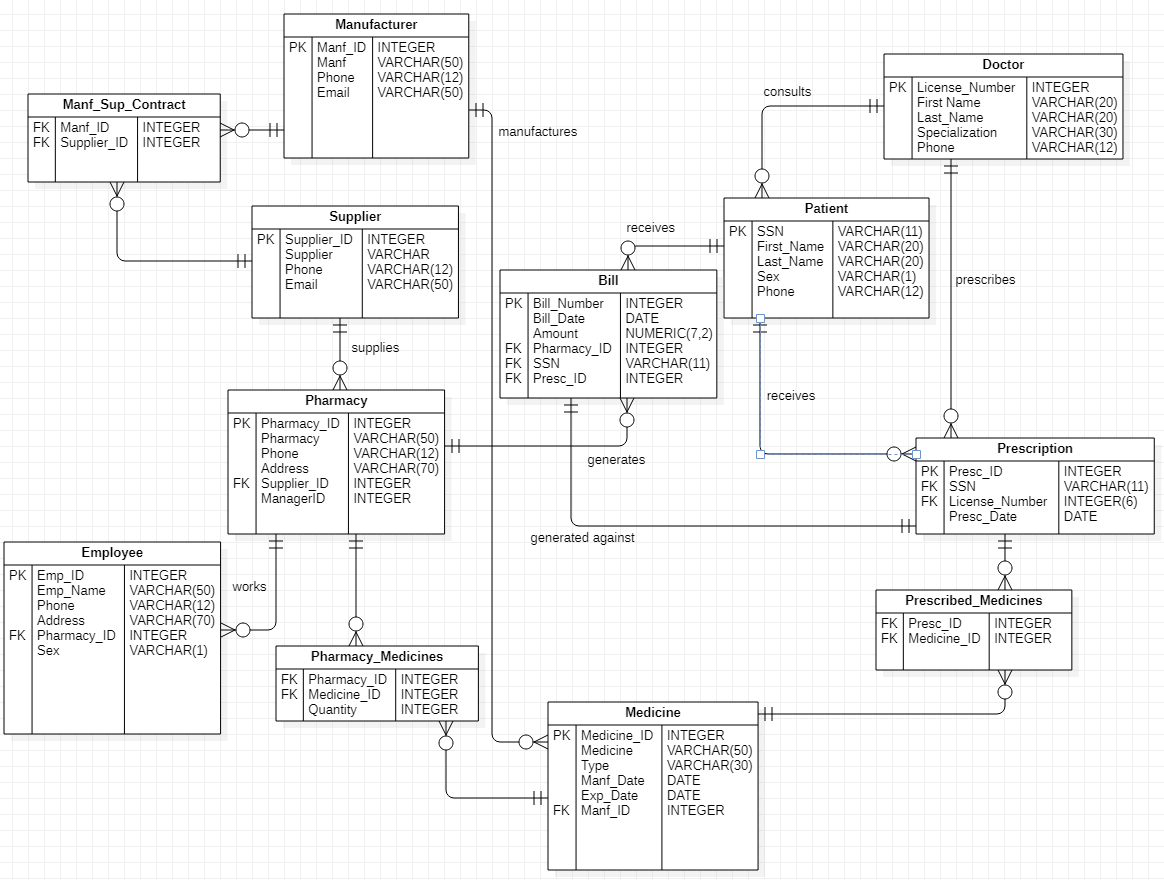 Manufacturer
PK Manf_ID INTEGER
Manf VARCHAR(50)
Phone VARCHAR(12)
Email VARCHAR(50)
Manf_Sup_Contract
FK Manf_ID INTEGER
FK Supplier_ID INTEGER
manufactures
Doctor
PK License_Number INTEGER
First Name VARCHAR(20)
Last_Name VARCHAR(20)
Specialization VARCHAR(30)
Phone VARCHAR(12)
consults
Supplier
PK Supplier_ID INTEGER
Supplier VARCHAR
Phone VARCHAR(12)
Email VARCHAR(50)
Patient
PK SSN VARCHAR(11)
First_Name VARCHAR(20)
Last_Name VARCHAR(20)
Sex VARCHAR(1)
Phone VARCHAR(12)
receives
prescribes
Bill
PK Bill_Number INTEGER
Bill_Date DATE
Amount NUMERIC(7,2)
FK Pharmacy_ID INTEGER
FK SSN VARCHAR(11)
FK Presc_ID INTEGER
supplies
receives
Pharmacy
PK Pharmacy_ID INTEGER
Pharmacy VARCHAR(50)
Phone VARCHAR(12)
Address VARCHAR(70)
FK Supplier_ID INTEGER
ManagerID INTEGER
generates
Prescription
PK Presc_ID INTEGER
FK SSN VARCHAR(11)
FK License_Number INTEGER(6)
Presc_Date DATE
generated against
Employee
PK Emp_ID INTEGER
Emp_Name VARCHAR(50)
Phone VARCHAR(12)
Address VARCHAR(70)
FK Pharmacy_ID INTEGER
Sex VARCHAR(1)
works
Prescribed_Medicines
FK Presc_ID INTEGER
FK Medicine_ID INTEGER
Pharmacy_Medicines
FK Pharmacy_ID INTEGER
FK Medicine_ID INTEGER
Quantity INTEGER
Medicine
PK Medicine_ID INTEGER
Medicine VARCHAR(50)
Type VARCHAR(30)
Manf_Date DATE
Exp_Date DATE
FK Manf_ID INTEGER